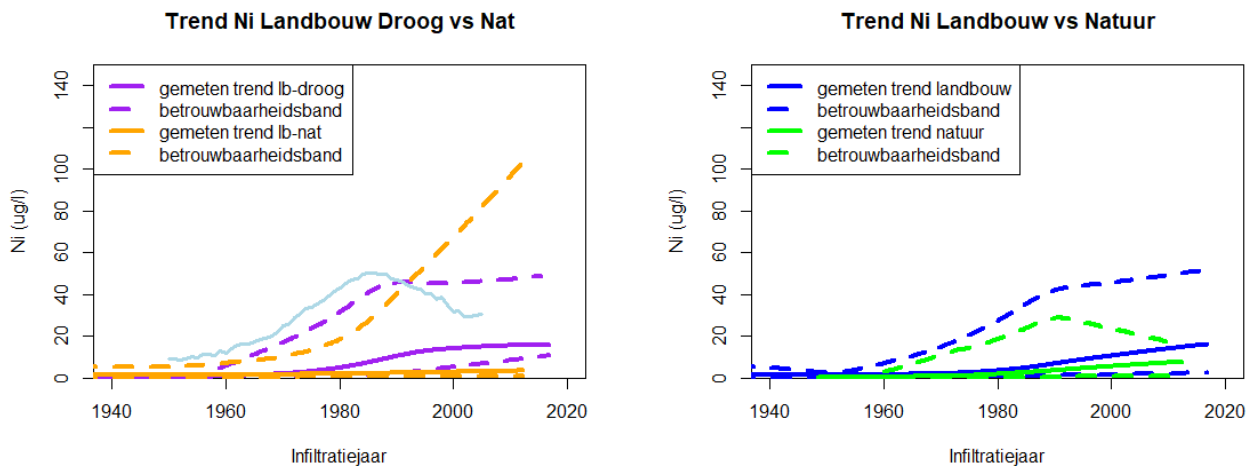 Trend Ni Landbouw Droog vs Nat
gemeten trend lb-droog
betrouwbaarheidsband
gemeten trend lb-nat
betrouwbaarheidsband
Ni (ug/l)
140
100
80
60
40
20
0
1940 1960 1980 2000 2020
Infiltratiejaar
Trend Ni Landbouw vs Natuur
gemeten trend landbouw
betrouwbaarheidsband
gemeten trend natuur
betrouwbaarheidsband
Ni (ug/l)
140
100
80
60
40
20
0
1940 1960 1980 2000 2020
Infiltratiejaar